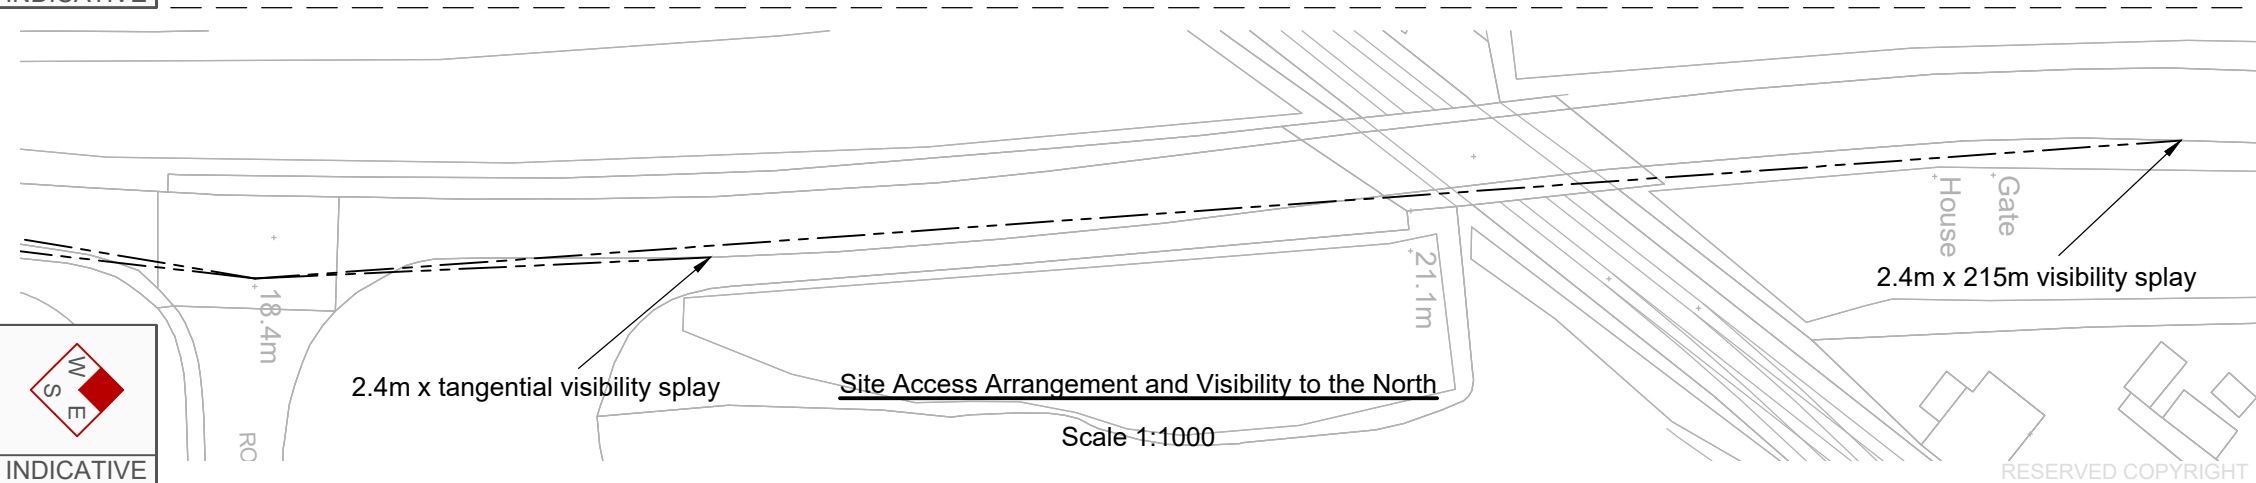 INDICATIVE
Gate
House
21.1m
18.4m
2.4m x 215m visibility splay
2.4m x tangential visibility splay
Site Access Arrangement and Visibility to the North
Scale 1:1000
W
S
E
RC
INDICATIVE
RESERVED COPYRIGHT